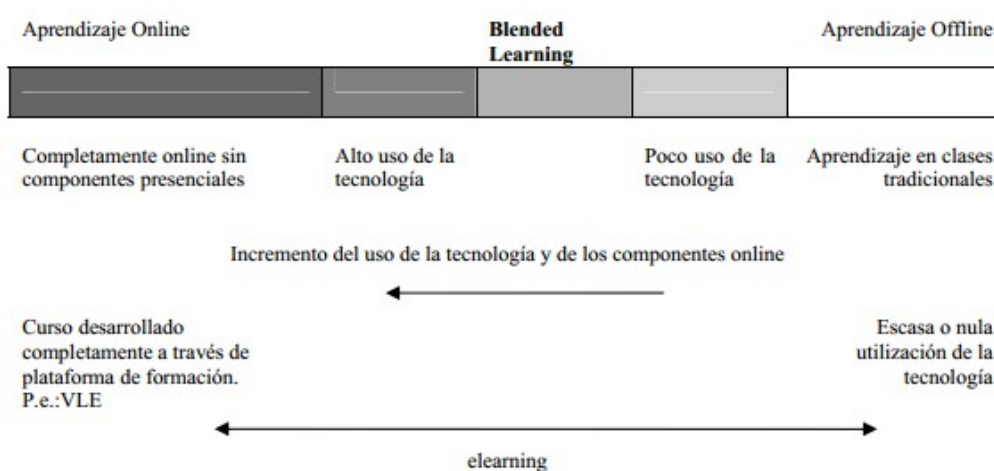 Aprendizaje Online
Blended
Learning
Aprendizaje Offline
Completamente online sin
componentes presenciales
Alto uso de la
tecnología
Poco uso de la
tecnología
Aprendizaje en clases
tradicionales
Incremento del uso de la tecnología y de los componentes online
Curso desarrollado
completamente a través de
plataforma de formación.
P.e.:VLE
Escasa o nula
utilización de la
tecnología
elearning